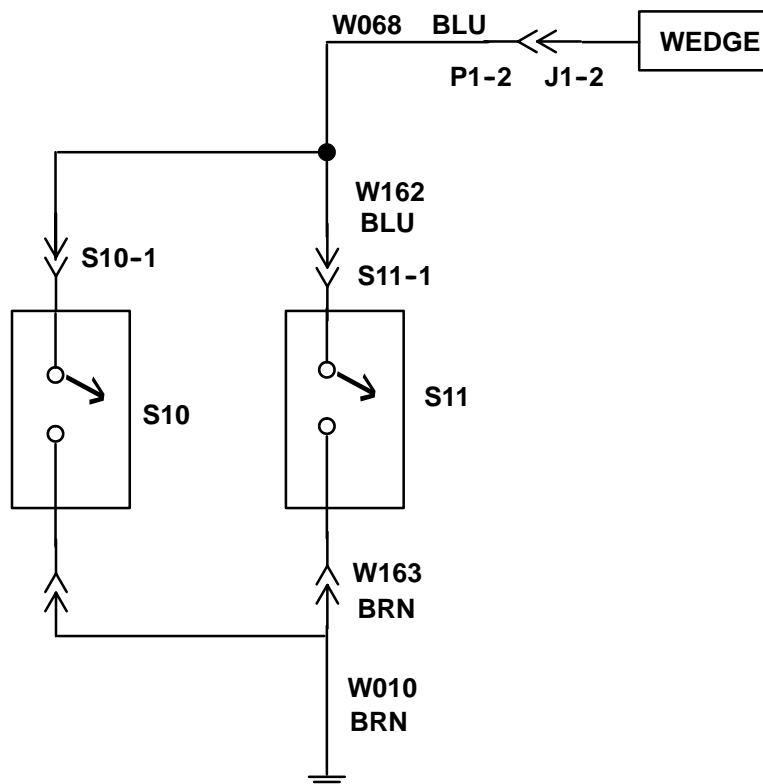 W068 BLU
WEDGE
P1-2 J1-2
W162
BLU
S10-1
S11-1
S10
S11
W163
BRN
W010
BRN